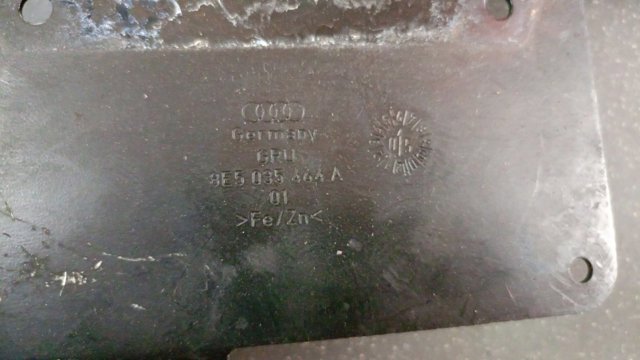 Germany
GRU
8E5 035 464 A
01
>Fe/Zn<